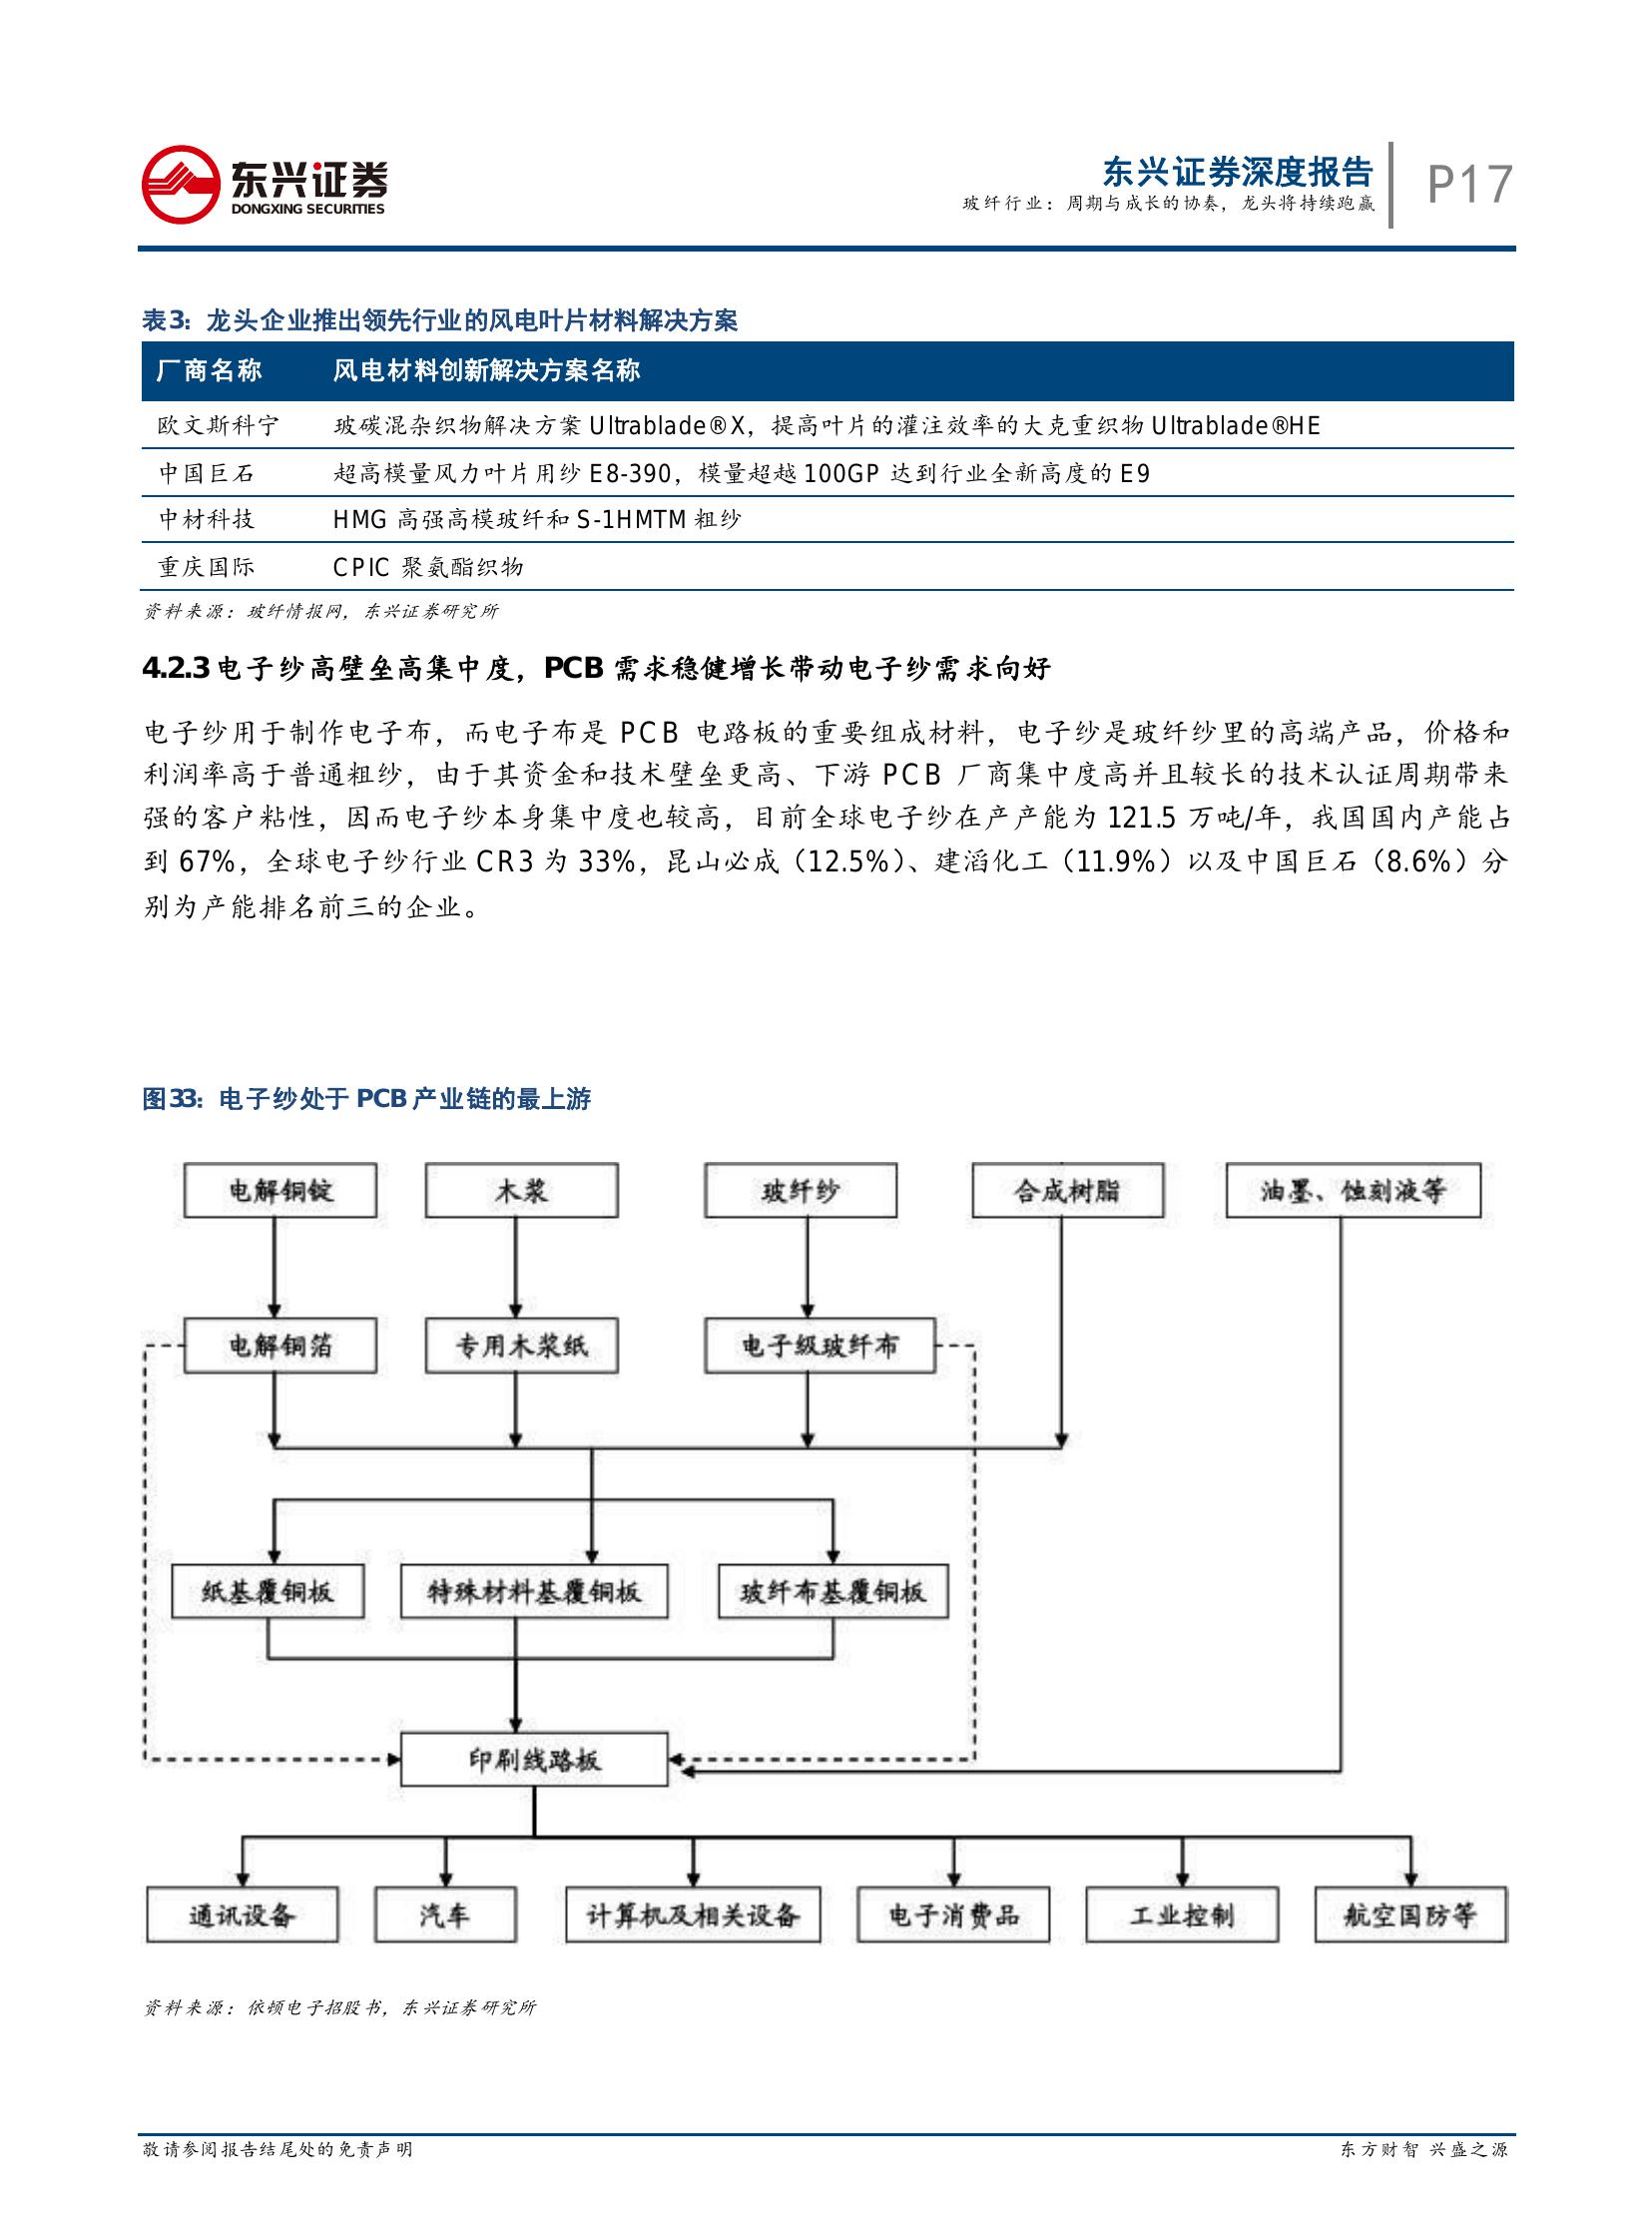 东兴证券
DONGXING SECURITIES
东兴证券深度报告
玻纤行业：周期与成长的协奏，龙头将持续跑赢
P17
表3：龙头企业推出领先行业的风电叶片材料解决方案
厂商名称 风电材料创新解决方案名称
欧文斯科宁 玻碳混杂织物解决方案 Ultrablade®X，提高叶片的灌注效率的大克重织物 Ultrablade®HE
中国巨石 超高模量风力叶片用纱 E8-390，模量超越 100GP 达到行业全新高度的 E9
中材科技 HMG 高强高模玻纤和 S-1HMTM 粗纱
重庆国际 CPIC 聚氨酯织物
资料来源：玻纤情报网，东兴证券研究所
4.2.3 电子纱高壁垒高集中度，PCB 需求稳健增长带动电子纱需求向好
电子纱用于制作电子布，而电子布是 PCB 电路板的重要组成材料，电子纱是玻纤纱里的高端产品，价格和
利润率高于普通粗纱，由于其资金和技术壁垒更高、下游 PCB 厂商集中度高并且较长的技术认证周期带来
强的客户粘性，因而电子纱本身集中度也较高，目前全球电子纱在产产能为 121.5 万吨/年，我国国内产能占
到 67%，全球电子纱行业 CR3 为 33%，昆山必成（12.5%）、建滔化工（11.9%）以及中国巨石（8.6%）分
别为产能排名前三的企业。
图33：电子纱处于 PCB 产业链的最上游
电解铜锭 木浆 玻纤纱 合成树脂 油墨、蚀刻液等
电解铜箔 专用木浆纸 电子级玻纤布
纸基覆铜板 特殊材料基覆铜板 玻纤布基覆铜板
印刷线路板
通讯设备 汽车 计算机及相关设备 电子消费品 工业控制 航空国防等
资料来源：依顿电子招股书，东兴证券研究所
敬请参阅报告结尾处的免责声明
东方财智 兴盛之源